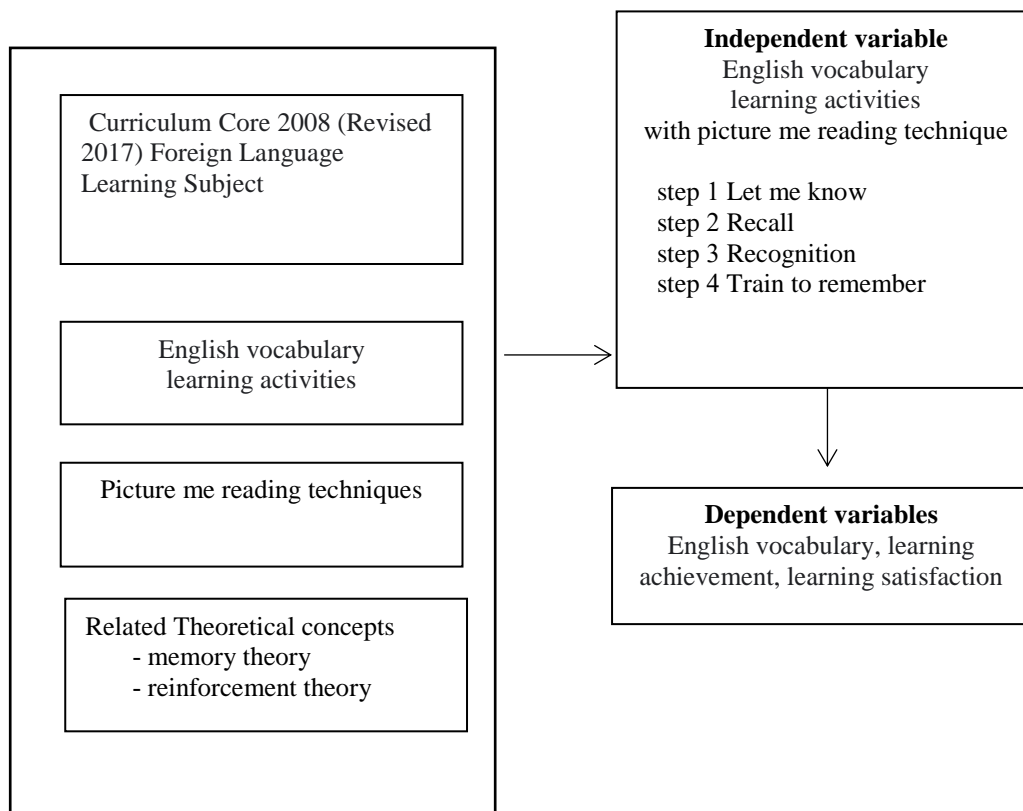 Curriculum Core 2008 (Revised
2017) Foreign Language
Learning Subject
English vocabulary
learning activities
Picture me reading techniques
Related Theoretical concepts
- memory theory
- reinforcement theory
Independent variable
English vocabulary
learning activities
with picture me reading technique
step 1 Let me know
step 2 Recall
step 3 Recognition
step 4 Train to remember
Dependent variables
English vocabulary, learning
achievement, learning satisfaction